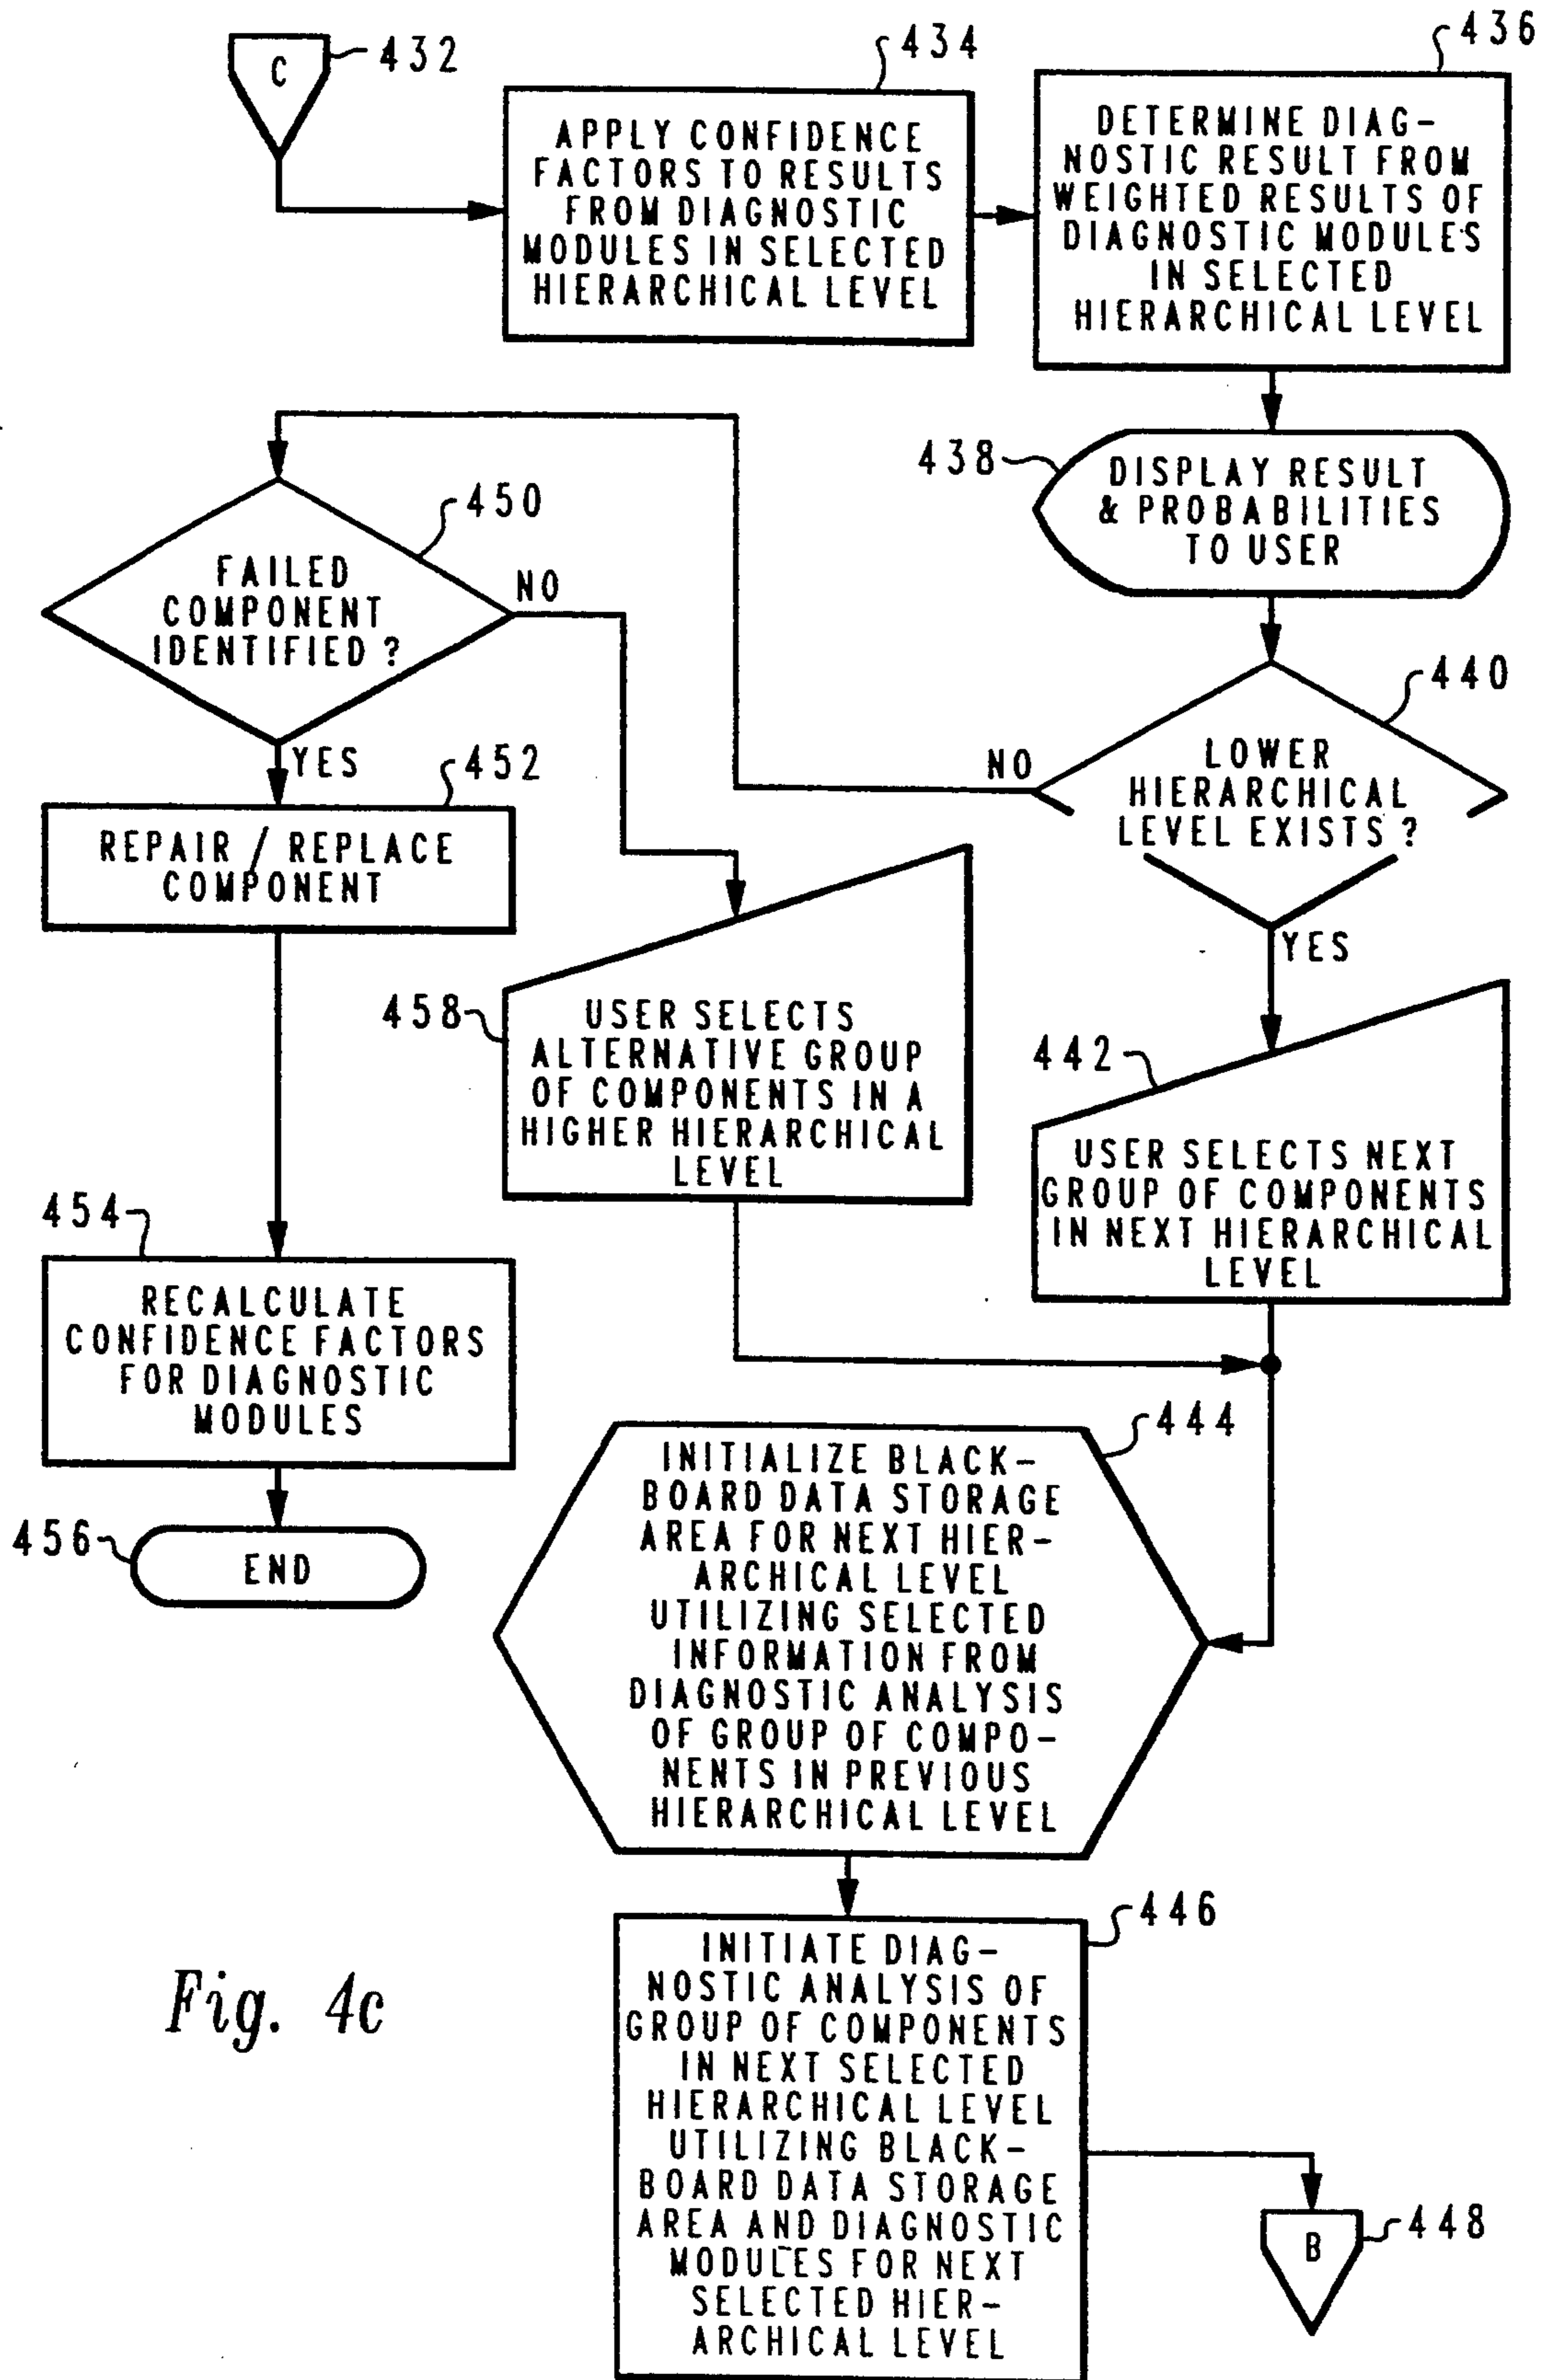 C
432
434
APPLY CONFIDENCE
FACTORS TO RESULTS
FROM DIAGNOSTIC
MODULES IN SELECTED
HIERARCHICAL LEVEL
436
DETERMINE DIAG-
NOSTIC RESULT FROM
WEIGHTED RESULTS OF
DIAGNOSTIC MODULES
IN SELECTED
HIERARCHICAL LEVEL
438
DISPLAY RESULT
& PROBABILITIES
TO USER
440
LOWER
HIERARCHICAL
LEVEL EXISTS ?
NO
YES
450
FAILED
COMPONENT
IDENTIFIED ?
NO
YES
452
REPAIR / REPLACE
COMPONENT
458
USER SELECTS
ALTERNATIVE GROUP
OF COMPONENTS IN A
HIGHER HIERARCHICAL
LEVEL
442
USER SELECTS NEXT
GROUP OF COMPONENTS
IN NEXT HIERARCHICAL
LEVEL
454
RECALCULATE
CONFIDENCE FACTORS
FOR DIAGNOSTIC
MODULES
456
END
444
INITIALIZE BLACK-
BOARD DATA STORAGE
AREA FOR NEXT HIER-
ARCHICAL LEVEL
UTILIZING SELECTED
INFORMATION FROM
DIAGNOSTIC ANALYSIS
OF GROUP OF COMPO-
NENTS IN PREVIOUS
HIERARCHICAL LEVEL
446
INITIATE DIAG-
NOSTIC ANALYSIS OF
GROUP OF COMPONENTS
IN NEXT SELECTED
HIERARCHICAL LEVEL
UTILIZING BLACK-
BOARD DATA STORAGE
AREA AND DIAGNOSTIC
MODULES FOR NEXT
SELECTED HIER-
ARCHICAL LEVEL
B
448
Fig. 4c